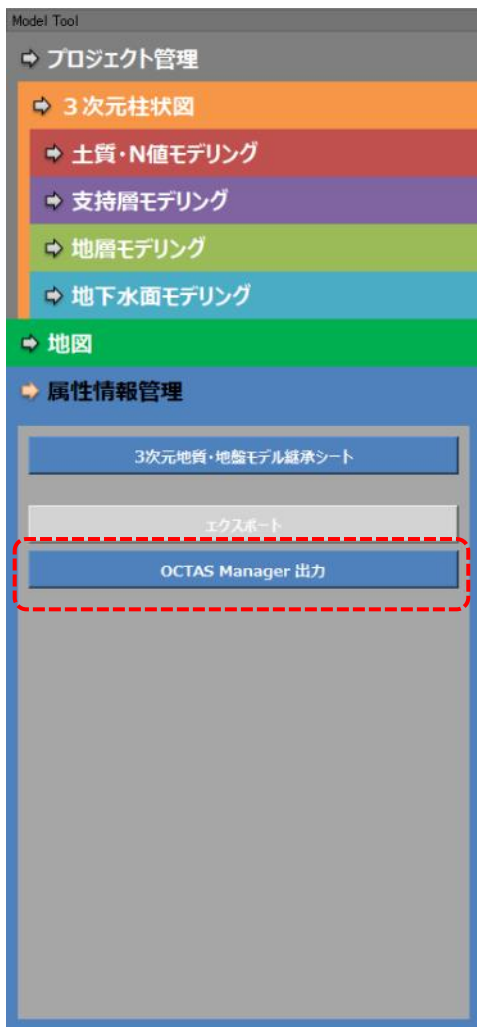 Model Tool
プロジェクト管理
３次元柱状図
土質・N値モデリング
支持層モデリング
地層モデリング
地下水面モデリング
地図
属性情報管理
3次元地質・地盤モデル継承シート
エクスポート
OCTAS Manager 出力